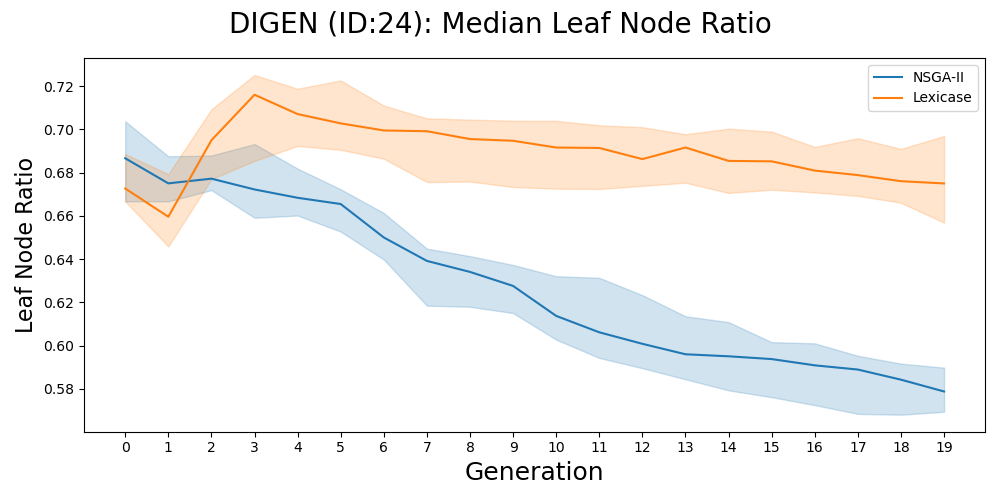 DIGEN (ID:24): Median Leaf Node Ratio
NSGA-II
Lexicase
Leaf Node Ratio
0.72
0.70
0.68
0.66
0.64
0.62
0.60
0.58
0 1 2 3 4 5 6 7 8 9 10 11 12 13 14 15 16 17 18 19
Generation